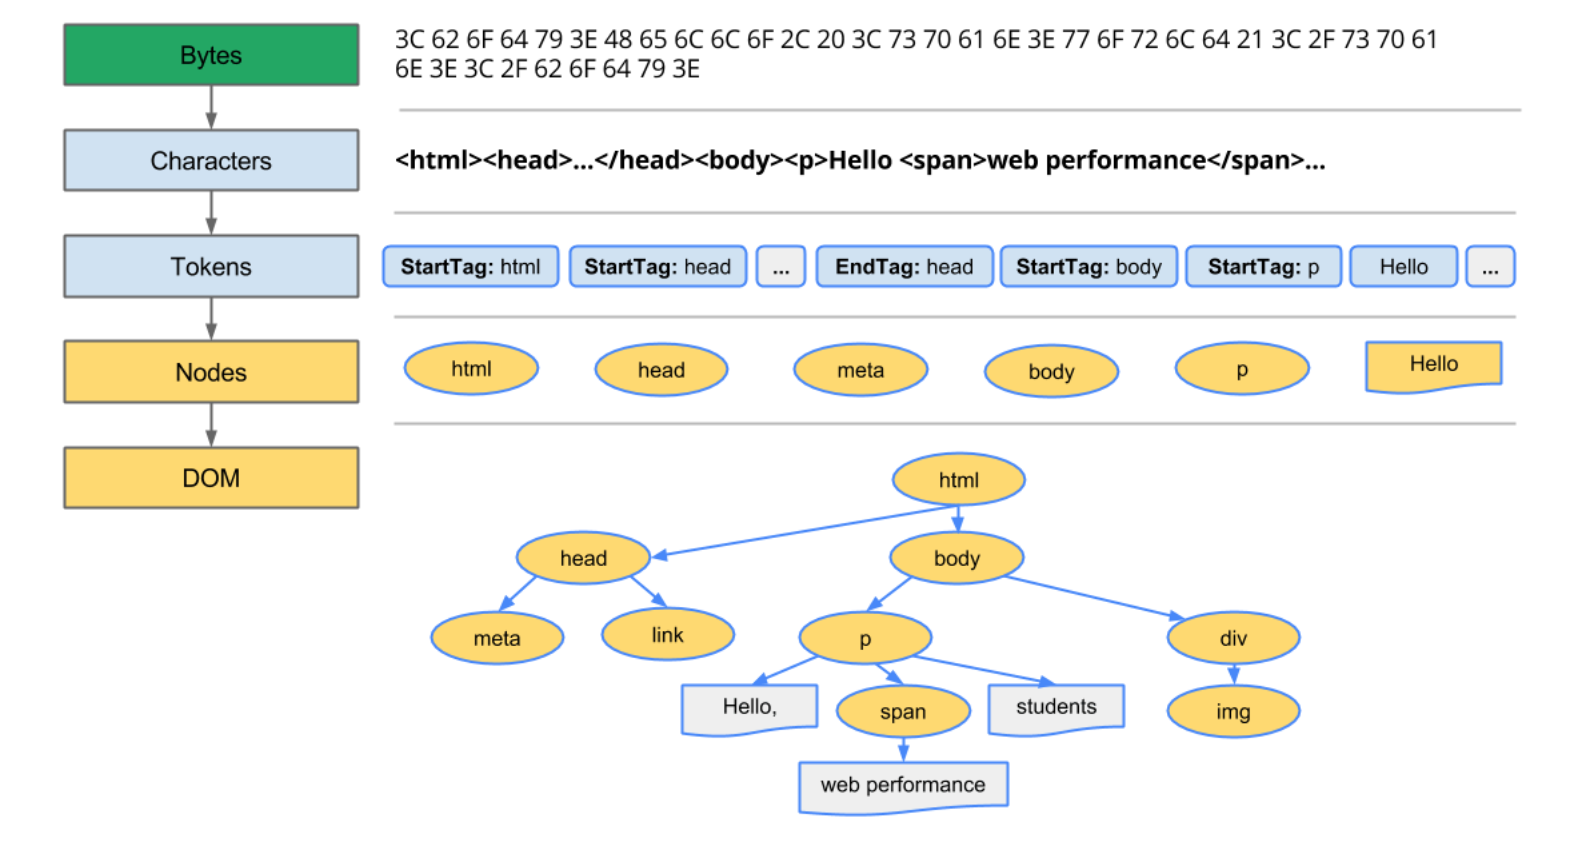 Bytes
3C 62 6F 64 79 3E 48 65 6C 6C 6F 2C 20 3C 73 70 61 6E 3E 77 6F 72 6C 64 21 3C 2F 73 70 61
6E 3E 3C 2F 62 6F 64 79 3E
Characters
<html><head>...</head><body><p>Hello <span>web performance</span>...
Tokens
StartTag: html
StartTag: head
...
EndTag: head
StartTag: body
StartTag: p
Hello
...
Nodes
html
head
meta
body
p
Hello
DOM
html
head
body
meta
link
p
div
Hello,
span
students
img
web performance